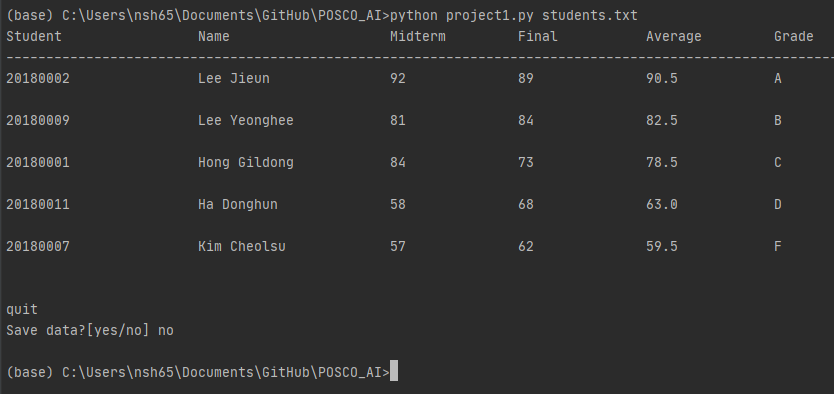 (base) C:\Users\nsh65\Documents\GitHub\POSCO_AI>python project1.py students.txt
Student Name Midterm Final Average Grade
--------------------------------------------------------------------------------------------------------
20180002 Lee Jieun 92 89 90.5 A
20180009 Lee Yeonghee 81 84 82.5 B
20180001 Hong Gildong 84 73 78.5 C
20180011 Ha Donghun 58 68 63.0 D
20180007 Kim Cheolsu 57 62 59.5 F
quit
Save data?[yes/no] no
(base) C:\Users\nsh65\Documents\GitHub\POSCO_AI>